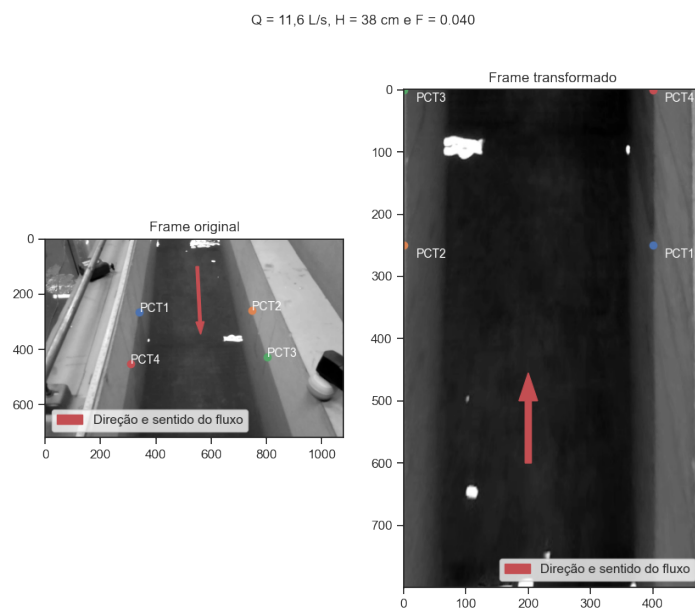 Q = 11,6 L/s, H = 38 cm e F = 0.040
Frame original
0
200
400
600
0 200 400 600 800 1000
PCT1
PCT2
PCT3
PCT4
Direção e sentido do fluxo
Frame transformado
0
100
200
300
400
500
600
700
0 100 200 300 400
PCT3
PCT4
PCT2
PCT1
Direção e sentido do fluxo